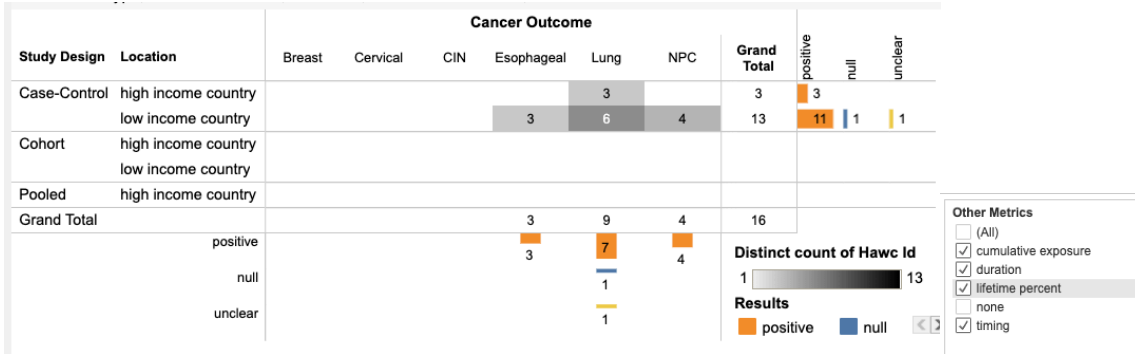 Cancer Outcome
Study Design Location Breast Cervical CIN Esophageal Lung NPC Grand Total positive null unclear
Case-Control high income country 3 3 3
low income country 3 6 4 13 11 1 1
Cohort high income country
low income country
Pooled high income country
Grand Total 3 9 4 16
positive 3 7 4
null 1
unclear 1
Distinct count of Hawc Id
1 13
Results
positive null
Other Metrics
(All)
cumulative exposure
duration
lifetime percent
none
timing